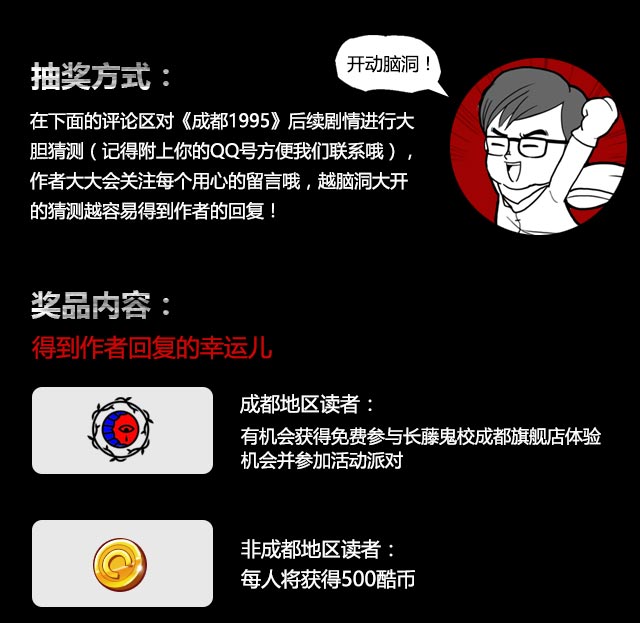 开动脑洞！
抽奖方式：
在下面的评论区对《成都1995》后续剧情进行大
胆猜测（记得附上你的QQ号方便我们联系哦），
作者大大会关注每个用心的留言哦，越脑洞大开
的猜测越容易得到作者的回复！
奖品内容：
得到作者回复的幸运儿
成都地区读者：
有机会获得免费参与长藤鬼校成都旗舰店体验
机会并参加活动派对
非成都地区读者：
每人将获得500酷币